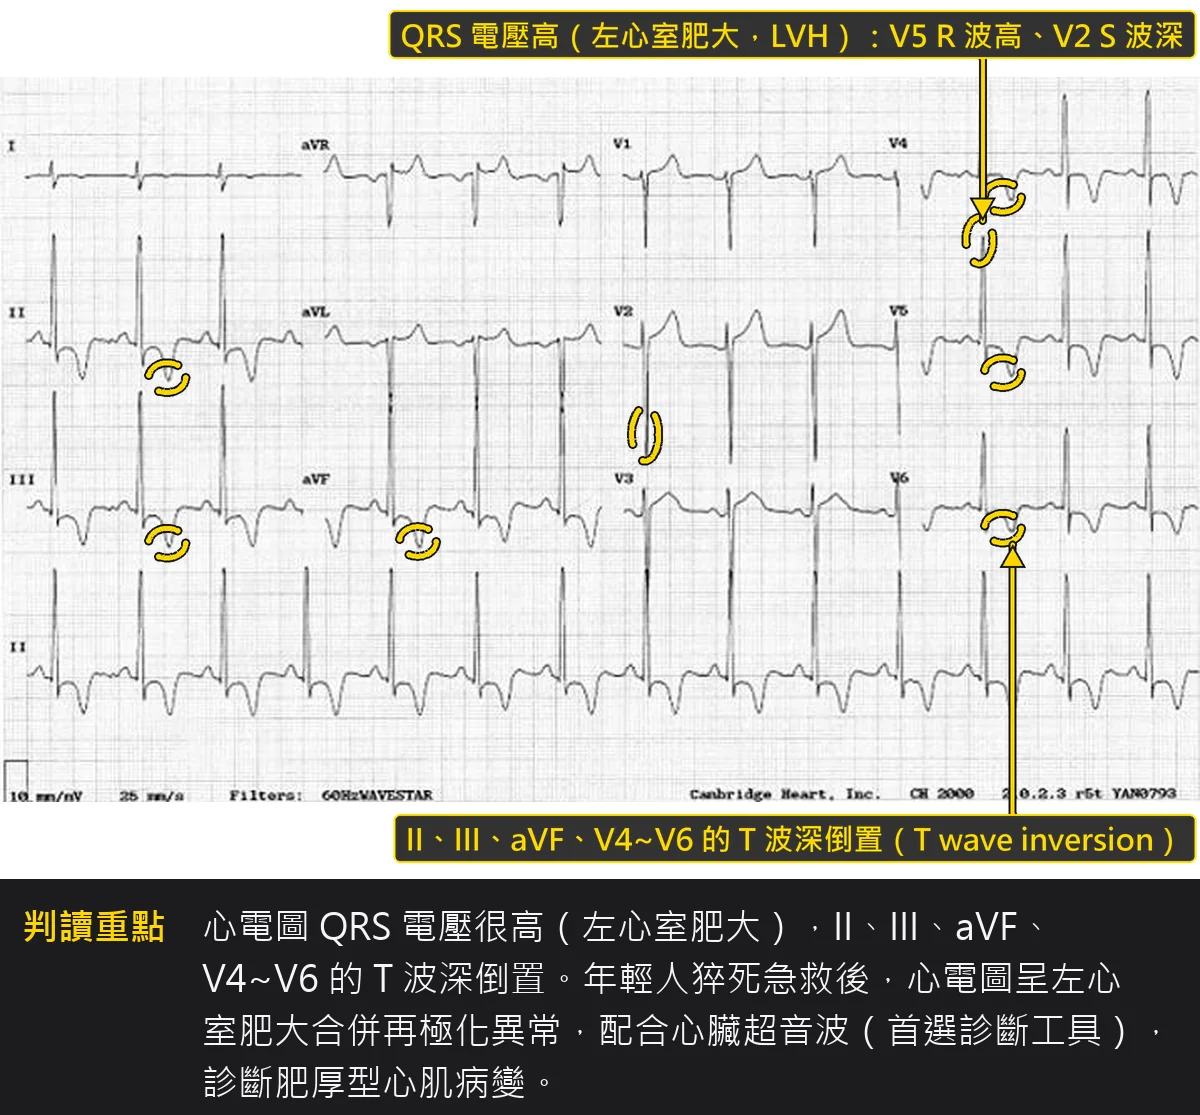 QRS 電壓高（左心室肥大，LVH）：V5 R 波高、V2 S 波深
I
aVR
V1
V4
II
aVL
V2
V5
III
aVF
V3
V6
II
10 mm/mV 25 mm/s Filters: 60HzWAVESTAR Cambridge Heart, Inc. CH 2000 2.0.2.3 r5t YAN0793
II、III、aVF、V4~V6 的 T 波深倒置（T wave inversion）
判讀重點
心電圖 QRS 電壓很高（左心室肥大），II、III、aVF、
V4~V6 的 T 波深倒置。年輕人猝死急救後，心電圖呈左心
室肥大合併再極化異常，配合心臟超音波（首選診斷工具），
診斷肥厚型心肌病變。